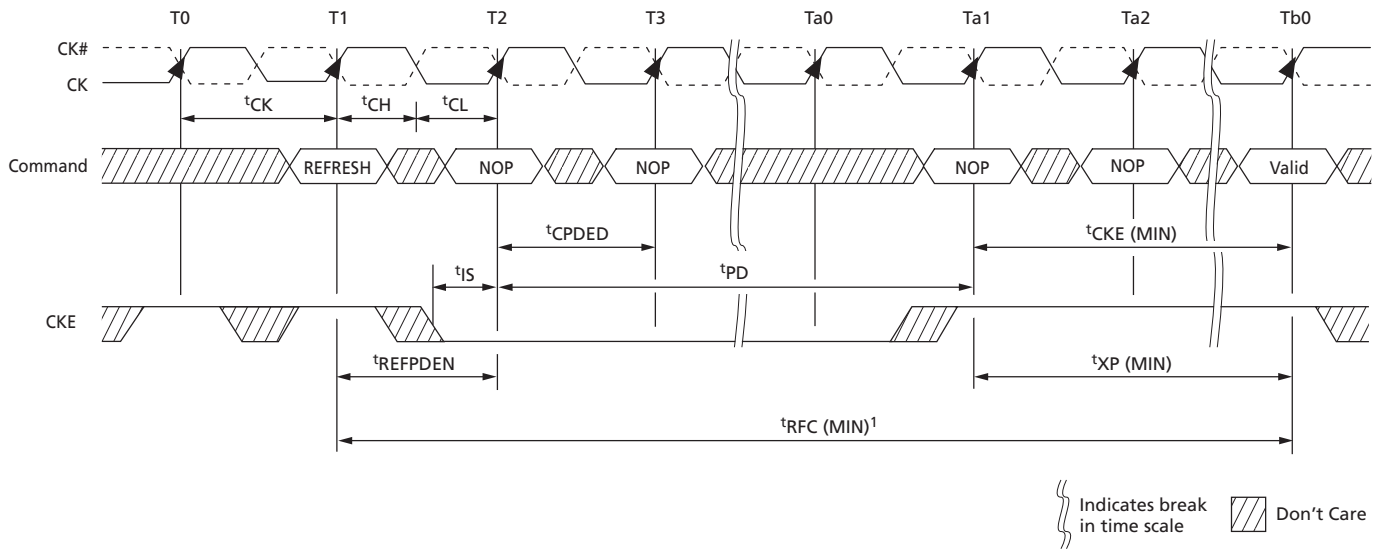 T0 T1 T2 T3 Ta0 Ta1 Ta2 Tb0
CK#
CK
tCK tCH tCL
Command REFRESH NOP NOP NOP NOP Valid
tCPDED tCKE (MIN)
tIS tPD
CKE
tREFPDEN tXP (MIN)
tRFC (MIN)1
Indicates break
in time scale
Don't Care